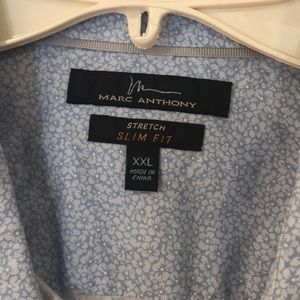 MARC ANTHONY
STRETCH
SLIM FIT
XXL
MADE IN
CHINA